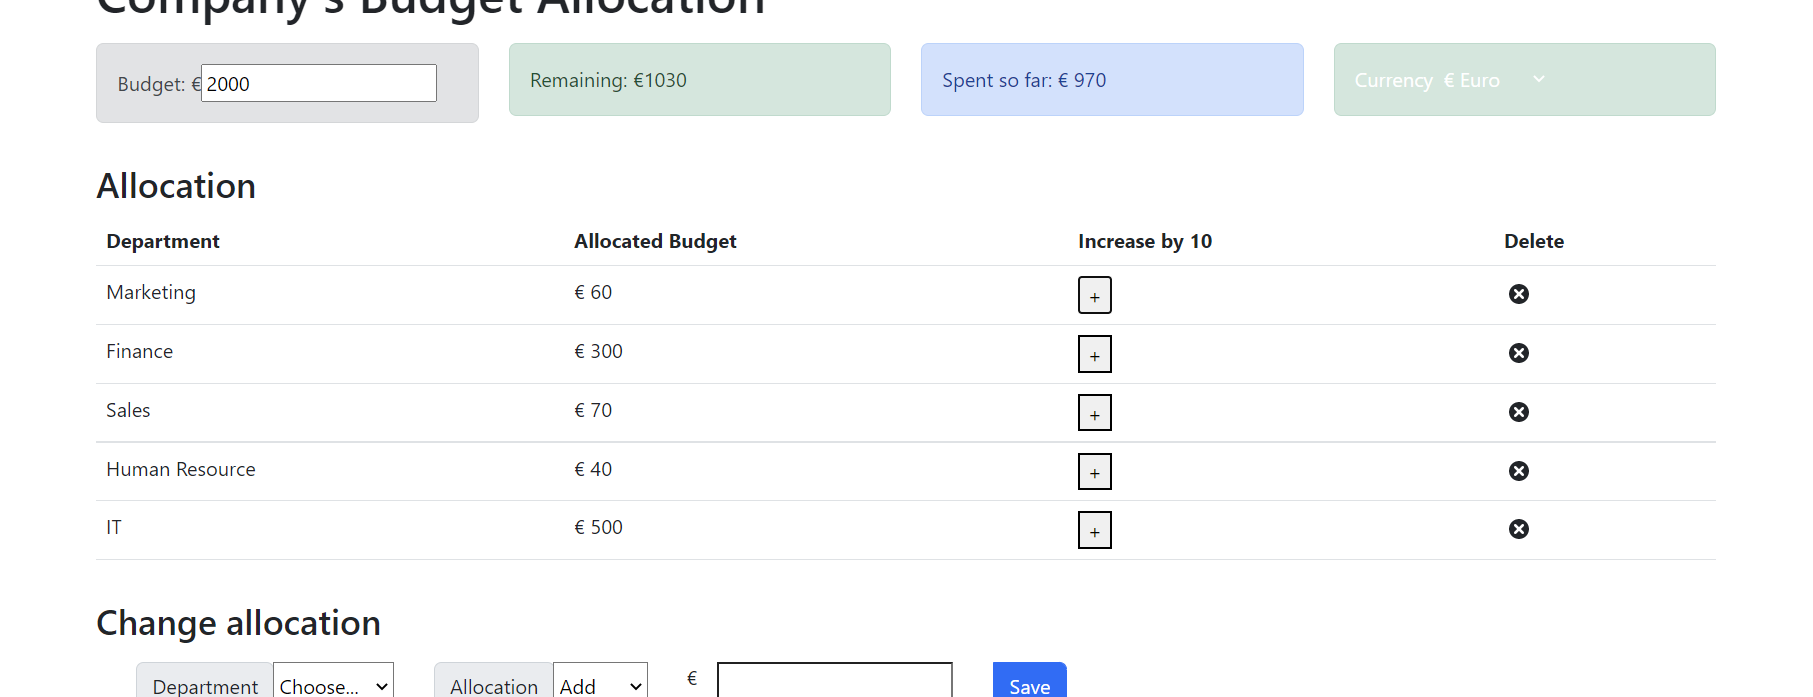 Company's Budget Allocation
Budget: €2000
Remaining: €1030
Spent so far: € 970
Currency € Euro
Allocation
Department Allocated Budget Increase by 10 Delete
Marketing € 60 +
Finance € 300 +
Sales € 70 +
Human Resource € 40 +
IT € 500 +
Change allocation
Department Choose... Allocation Add € Save